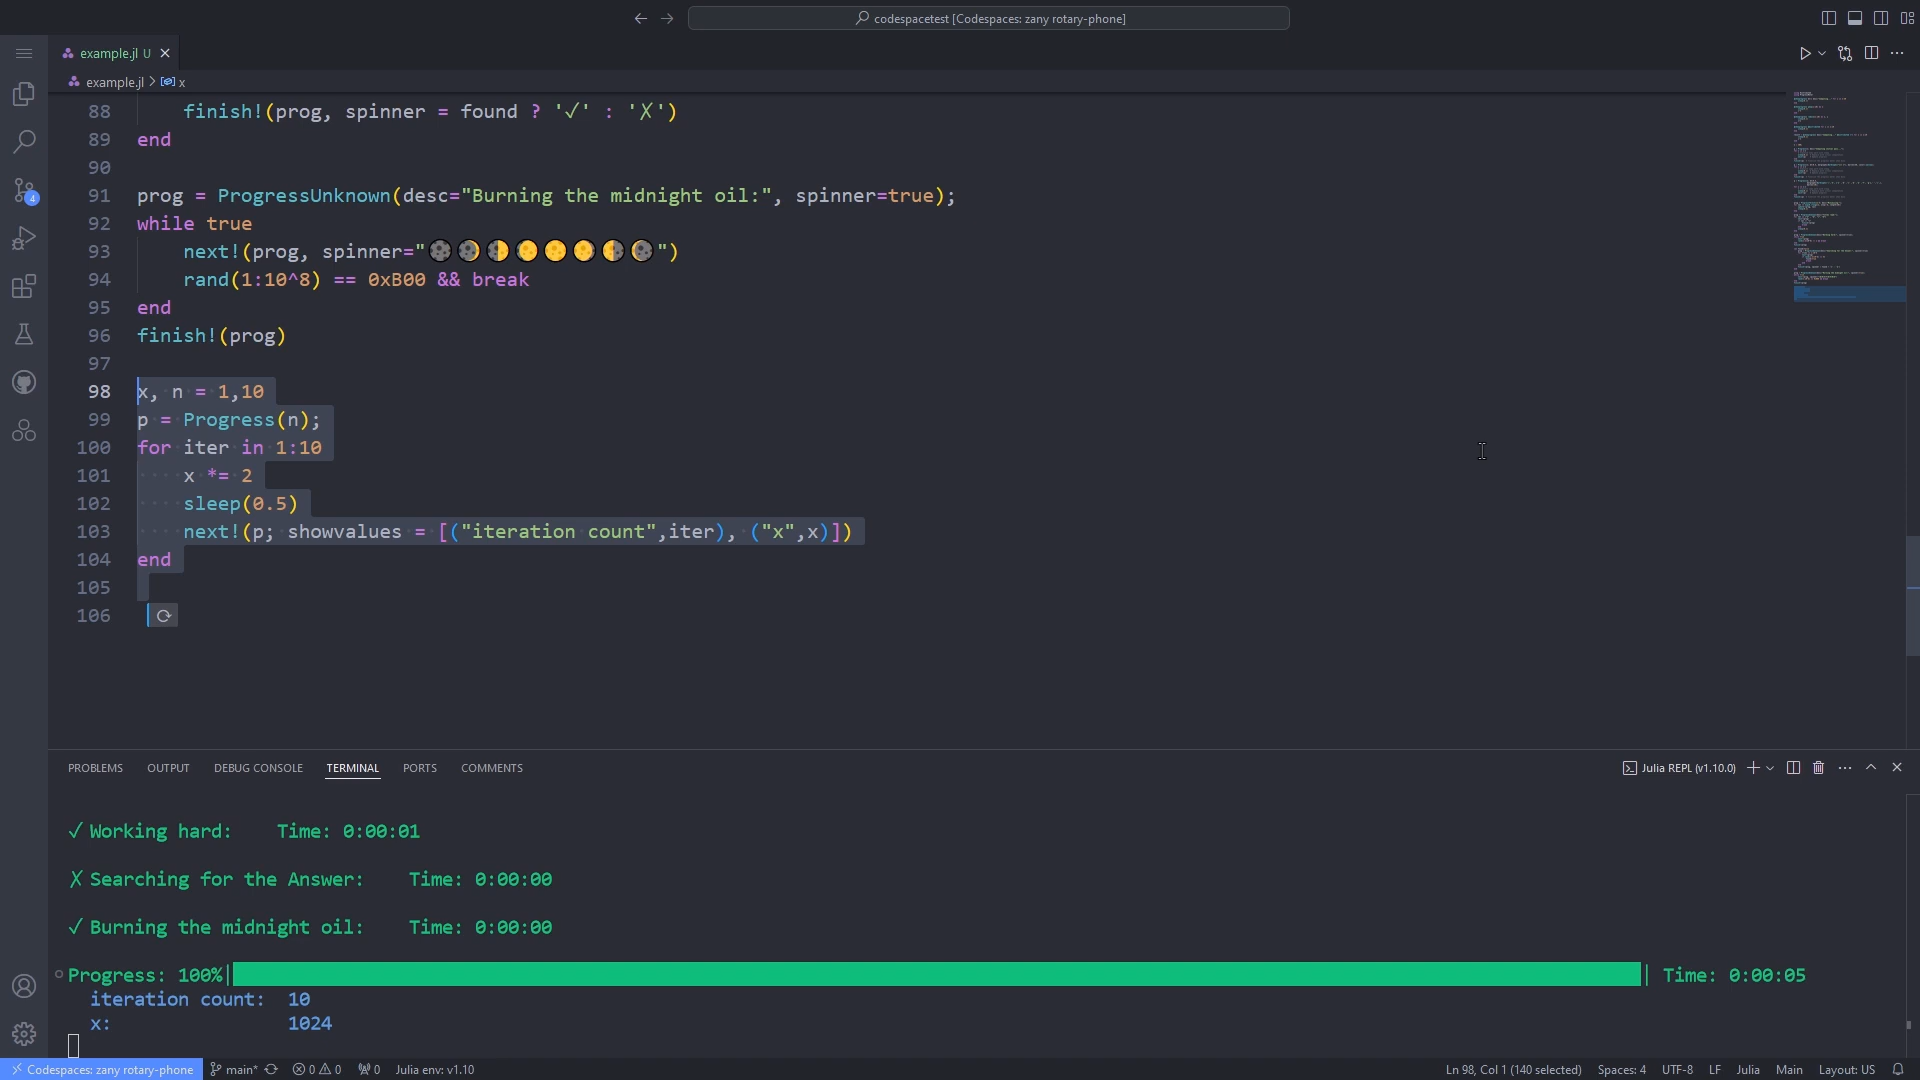 codespacetest [Codespaces: zany rotary-phone]
example.jl U
example.jl > x
88 finish!(prog, spinner = found ? '✓' : '✗')
89 end
90
91 prog = ProgressUnknown(desc="Burning the midnight oil:", spinner=true);
92 while true
93 next!(prog, spinner="🌑🌒🌓🌔🌕🌖🌗🌘")
94 rand(1:10^8) == 0xB00 && break
95 end
96 finish!(prog)
97
98 x, n = 1,10
99 p = Progress(n);
100 for iter in 1:10
101 x *= 2
102 sleep(0.5)
103 next!(p; showvalues = [("iteration count",iter), ("x",x)])
104 end
105
106
4
PROBLEMS OUTPUT DEBUG CONSOLE TERMINAL PORTS COMMENTS Julia REPL (v1.10.0)
✓ Working hard: Time: 0:00:01
✗ Searching for the Answer: Time: 0:00:00
✓ Burning the midnight oil: Time: 0:00:00
Progress: 100%| | Time: 0:00:05
iteration count: 10
x: 1024
Codespaces: zany rotary-phone main* 0 0 0 Julia env: v1.10 Ln 98, Col 1 (140 selected) Spaces: 4 UTF-8 LF Julia Main Layout: US